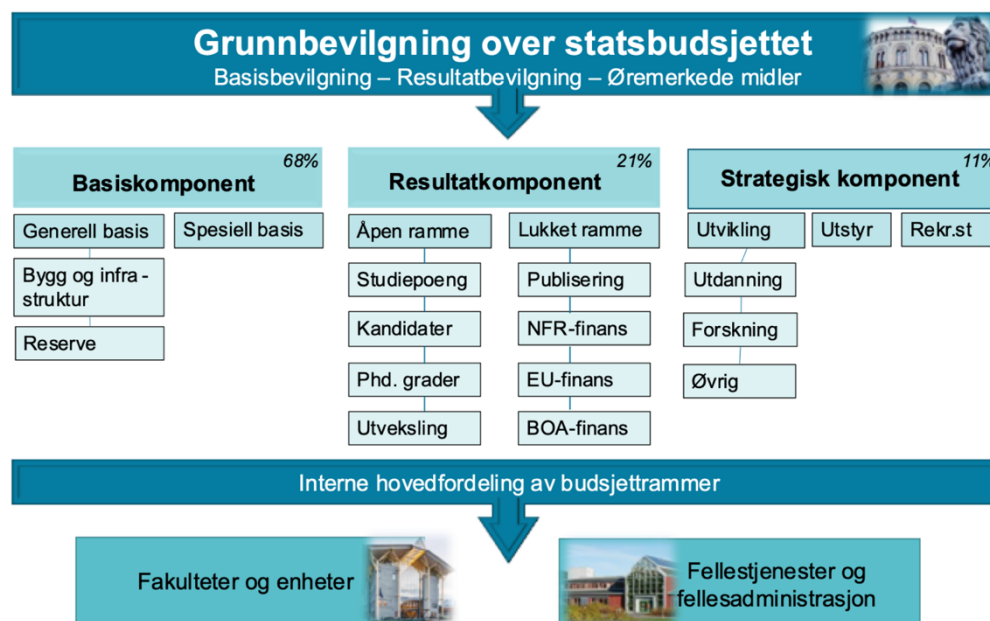 Grunnbevilgning over statsbudsjettet
Basisbevilgning – Resultatbevilgning – Øremerkede midler
68%
Basiskomponent
21%
Resultatkomponent
11%
Strategisk komponent
Generell basis
Spesiell basis
Bygg og infra -
struktur
Reserve
Åpen ramme
Lukket ramme
Studiepoeng
Publisering
Kandidater
NFR-finans
Phd. grader
EU-finans
Utveksling
BOA-finans
Utvikling
Utstyr
Rekr.st
Utdanning
Forskning
Øvrig
Interne hovedfordeling av budsjettrammer
Fakulteter og enheter
Fellestjenester og
fellesadministrasjon